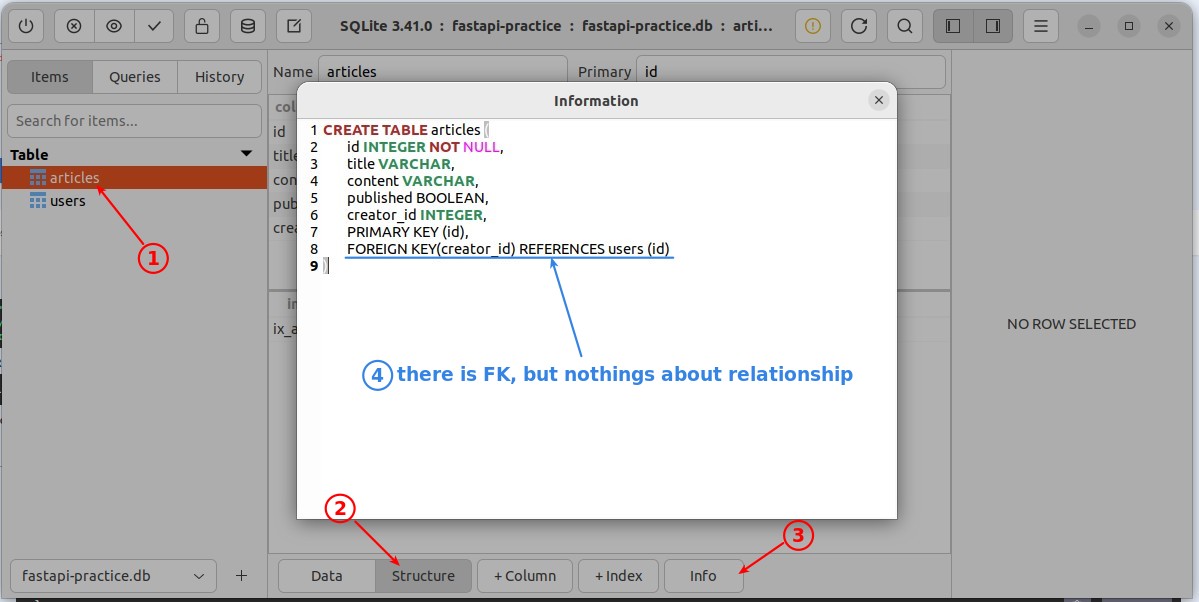 SQLite 3.41.0 : fastapi-practice : fastapi-practice.db : arti...
Items Queries History
Name articles Primary id
Search for items...
Table
articles
users
1
col
id
title
con
pub
crea
ix_a
Information
1 CREATE TABLE articles (
2 id INTEGER NOT NULL,
3 title VARCHAR,
4 content VARCHAR,
5 published BOOLEAN,
6 creator_id INTEGER,
7 PRIMARY KEY (id),
8 FOREIGN KEY(creator_id) REFERENCES users (id)
9 )
4 there is FK, but nothings about relationship
NO ROW SELECTED
2
3
fastapi-practice.db +
Data Structure + Column + Index Info